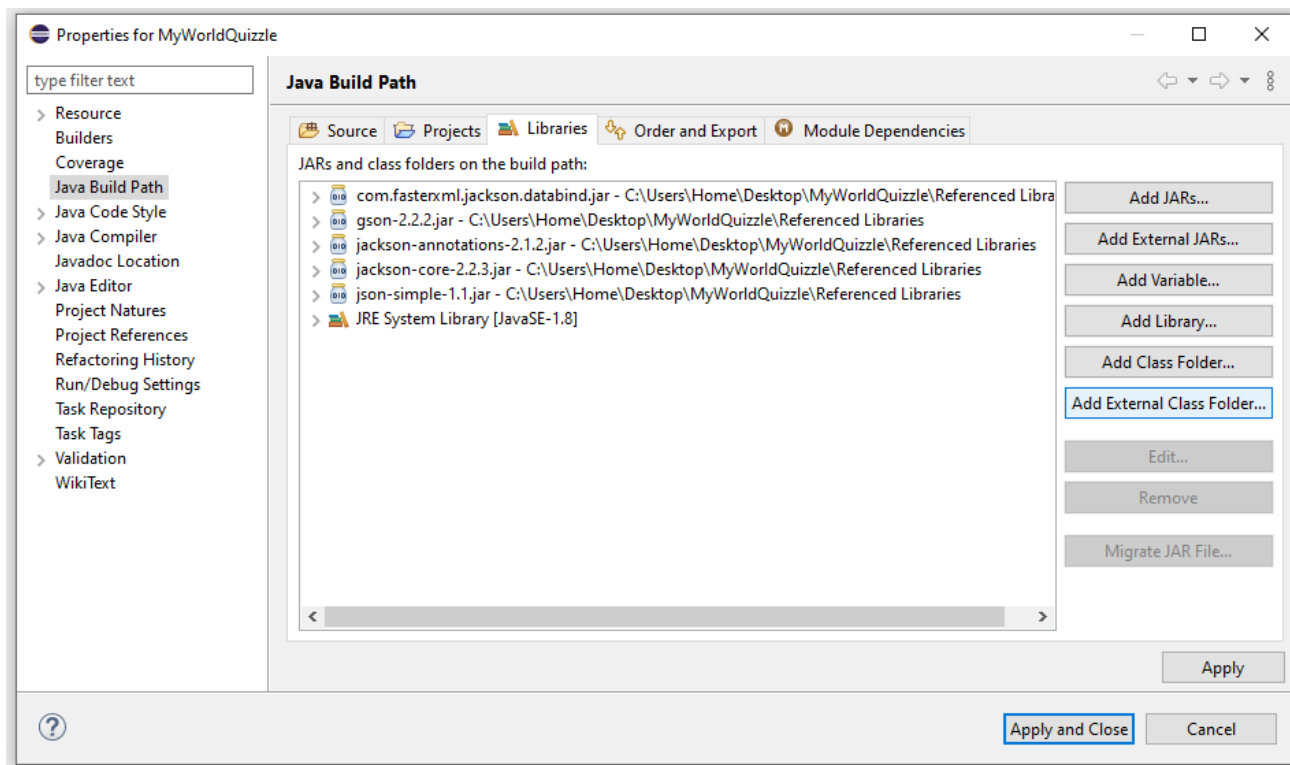 Properties for MyWorldQuizzle
type filter text
Resource
Builders
Coverage
Java Build Path
Java Code Style
Java Compiler
Javadoc Location
Java Editor
Project Natures
Project References
Refactoring History
Run/Debug Settings
Task Repository
Task Tags
Validation
WikiText
Java Build Path
Source Projects Libraries Order and Export Module Dependencies
JARs and class folders on the build path:
com.fasterxml.jackson.databind.jar - C:\Users\Home\Desktop\MyWorldQuizzle\Referenced Libra
gson-2.2.2.jar - C:\Users\Home\Desktop\MyWorldQuizzle\Referenced Libraries
jackson-annotations-2.1.2.jar - C:\Users\Home\Desktop\MyWorldQuizzle\Referenced Libraries
jackson-core-2.2.3.jar - C:\Users\Home\Desktop\MyWorldQuizzle\Referenced Libraries
json-simple-1.1.jar - C:\Users\Home\Desktop\MyWorldQuizzle\Referenced Libraries
JRE System Library [JavaSE-1.8]
Add JARs...
Add External JARs...
Add Variable...
Add Library...
Add Class Folder...
Add External Class Folder...
Edit...
Remove
Migrate JAR File...
Apply
Apply and Close Cancel